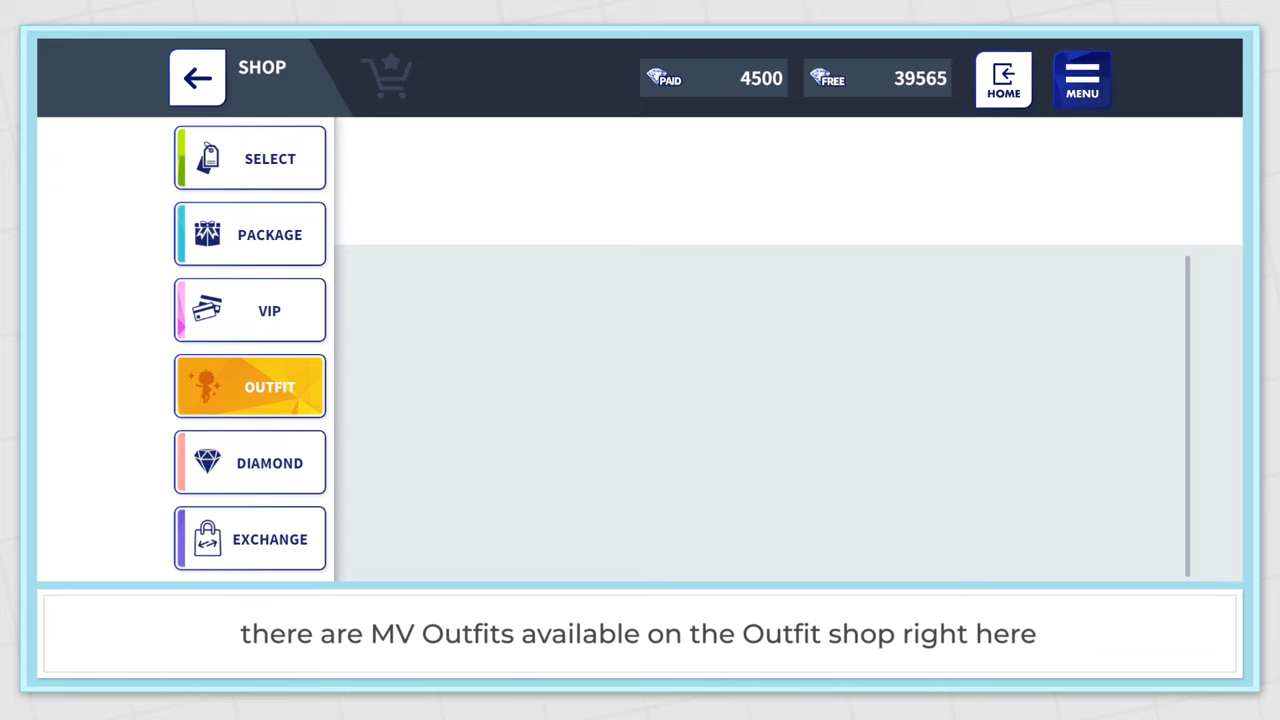 SHOP
PAID 4500
FREE 39565
HOME
MENU
SELECT
PACKAGE
VIP
OUTFIT
DIAMOND
EXCHANGE
there are MV Outfits available on the Outfit shop right here